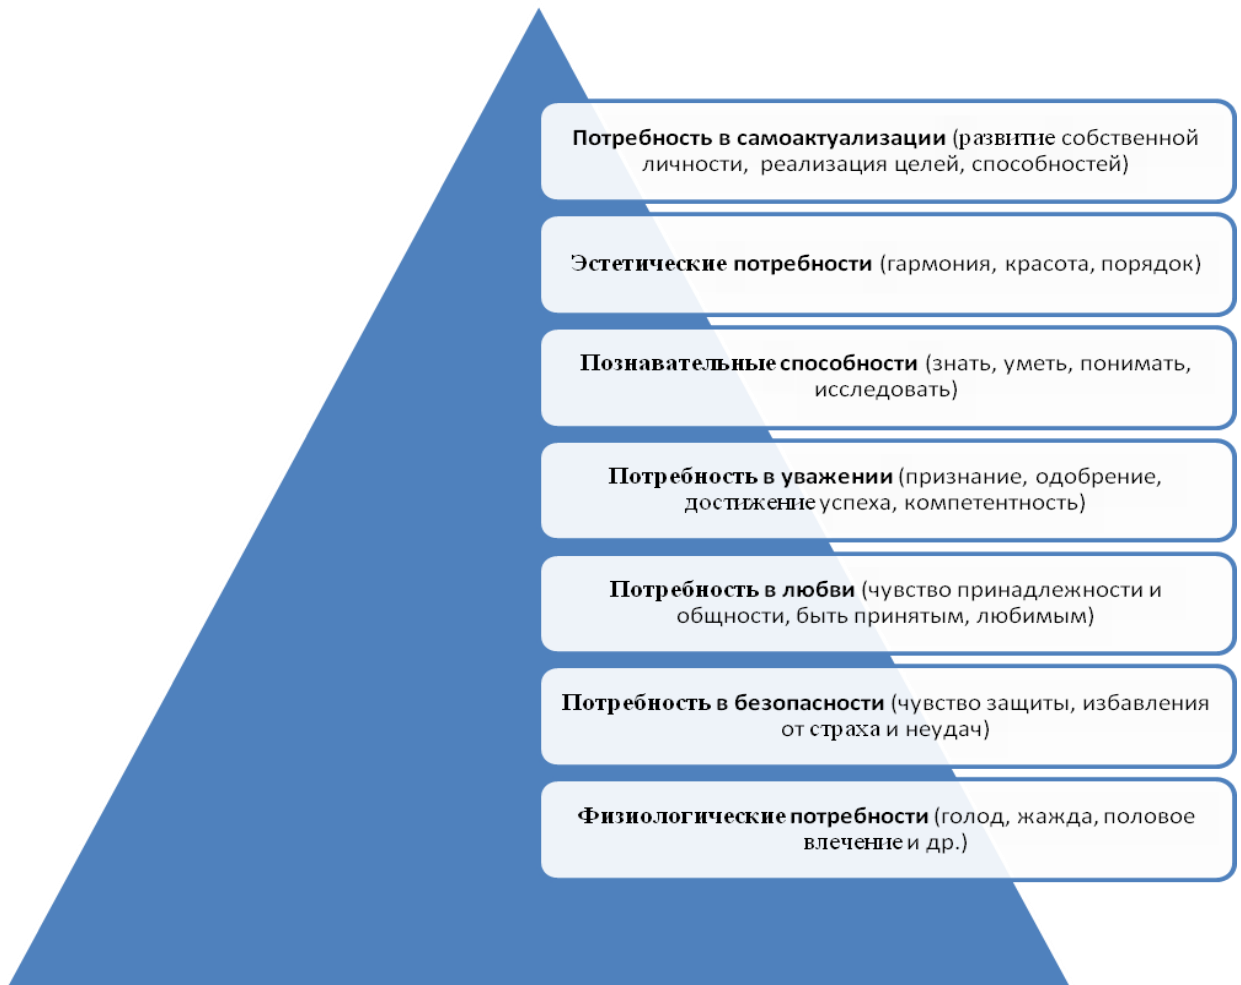 Потребность в самоактуализации (развитие собственной
личности, реализация целей, способностей)
Эстетические потребности (гармония, красота, порядок)
Познавательные способности (знать, уметь, понимать,
исследовать)
Потребность в уважении (признание, одобрение,
достижение успеха, компетентность)
Потребность в любви (чувство принадлежности и
общности, быть принятым, любимым)
Потребность в безопасности (чувство защиты, избавления
от страха и неудач)
Физиологические потребности (голод, жажда, половое
влечение и др.)